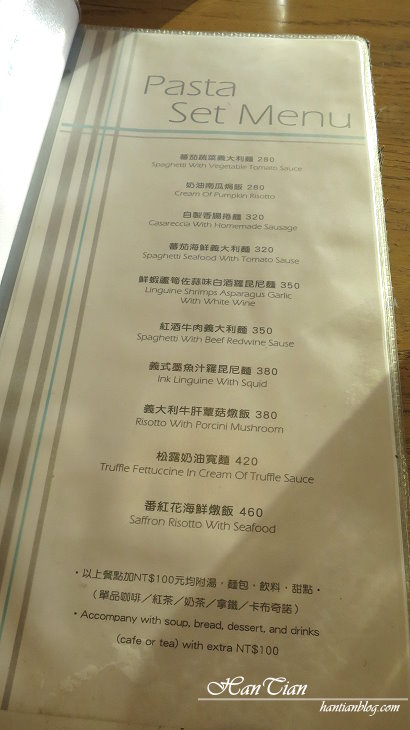 Pasta
Set Menu
蕃茄蔬菜義大利麵 280
Spaghetti With Vegetable Tomato Sauce
奶油南瓜焗飯 280
Cream Of Pumpkin Risotto
自製香腸捲麵 320
Casareccia With Homemade Sausage
蕃茄海鮮義大利麵 320
Spaghetti Seafood With Tomato Sause
鮮蝦蘆筍佐蒜味白酒羅昆尼麵 350
Linguine Shrimps Asparagus Garlic
With White Wine
紅酒牛肉義大利麵 350
Spaghetti With Beef Redwine Sause
義式墨魚汁羅昆尼麵 380
Ink Linguine With Squid
義大利牛肝蕈菇燉飯 380
Risotto With Porcini Mushroom
松露奶油寬麵 420
Truffle Fettuccine In Cream Of Truffle Sauce
番紅花海鮮燉飯 460
Saffron Risotto With Seafood
・以上餐點加NT$100元均附湯・麵包・飲料・甜點・
（單品咖啡／紅茶／奶茶／拿鐵／卡布奇諾）
• Accompany with soup, bread, dessert, and drinks
(cafe or tea) with extra NT$100
HanTian
hantianblog.com